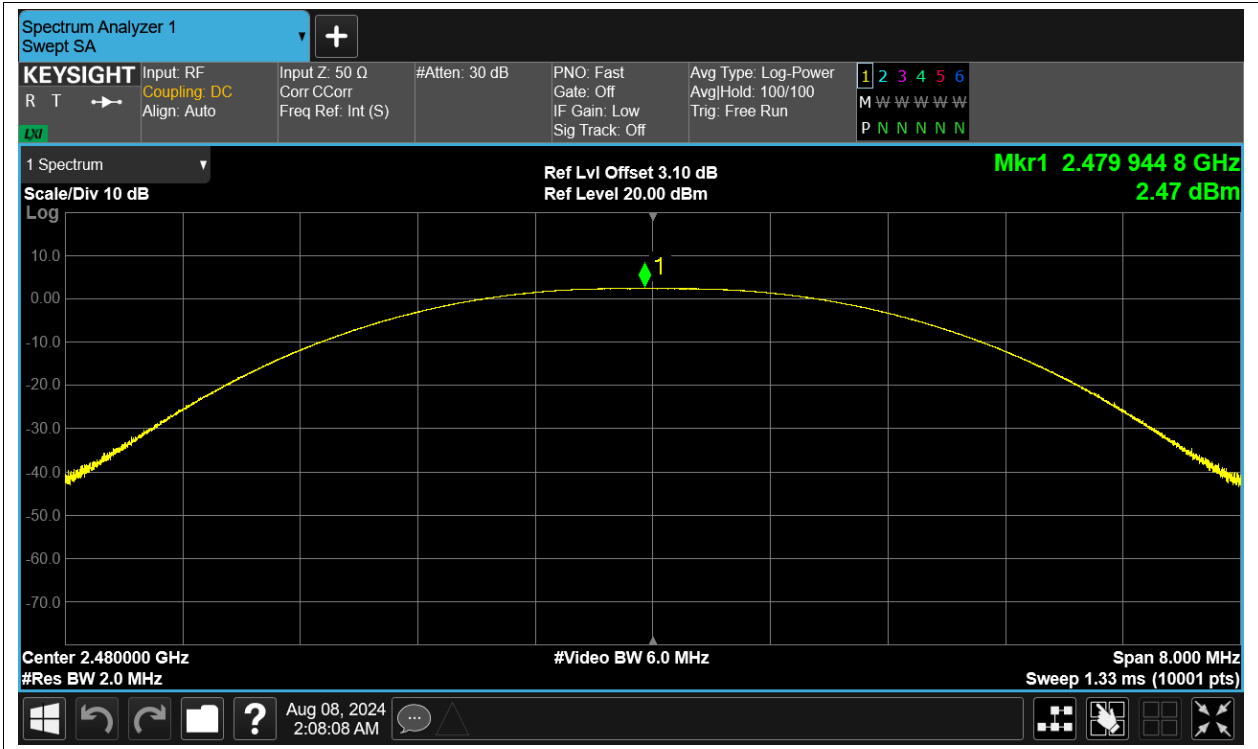 Spectrum Analyzer 1
Swept SA
+
KEYSIGHT
R T
LXI
Input: RF
Coupling: DC
Align: Auto
Input Z: 50 Ω
Corr CCorr
Freq Ref: Int (S)
#Atten: 30 dB
PNO: Fast
Gate: Off
IF Gain: Low
Sig Track: Off
Avg Type: Log-Power
Avg|Hold: 100/100
Trig: Free Run
1 2 3 4 5 6
M W W W W W
P N N N N N
1 Spectrum
Scale/Div 10 dB
Log
Ref Lvl Offset 3.10 dB
Ref Level 20.00 dBm
Mkr1 2.479 944 8 GHz
2.47 dBm
1
10.0
0.00
-10.0
-20.0
-30.0
-40.0
-50.0
-60.0
-70.0
Center 2.480000 GHz
#Res BW 2.0 MHz
#Video BW 6.0 MHz
Span 8.000 MHz
Sweep 1.33 ms (10001 pts)
?
Aug 08, 2024
2:08:08 AM